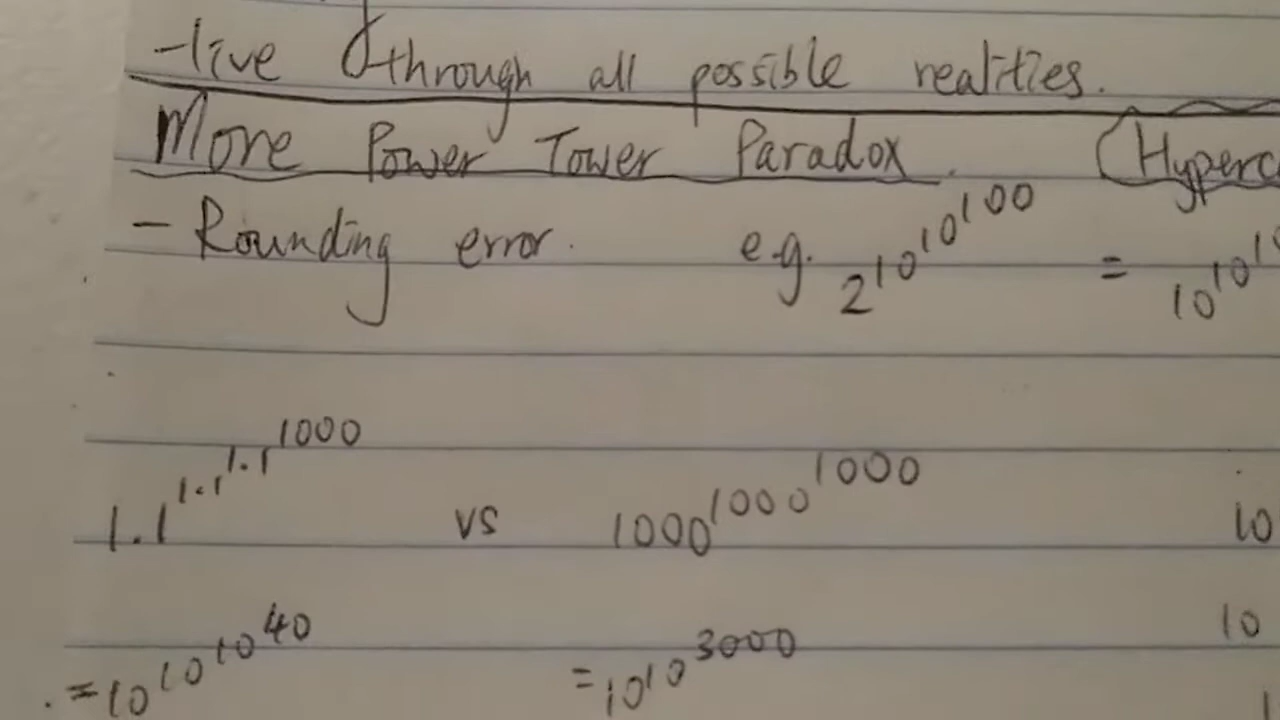 -live through all possible realities.
More Power Tower Paradox. (Hyperc
- Rounding error. e.g. 2^10^10^10^100 = 10^10^1
1.1^1.1^1.1^1000 vs 1000^1000^1000 10
=10^10^10^40 =10^10^3000 10